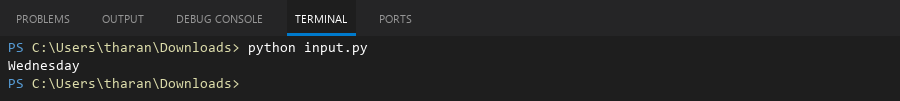 PROBLEMS OUTPUT DEBUG CONSOLE TERMINAL PORTS
PS C:\Users\tharan\Downloads> python input.py
Wednesday
PS C:\Users\tharan\Downloads>